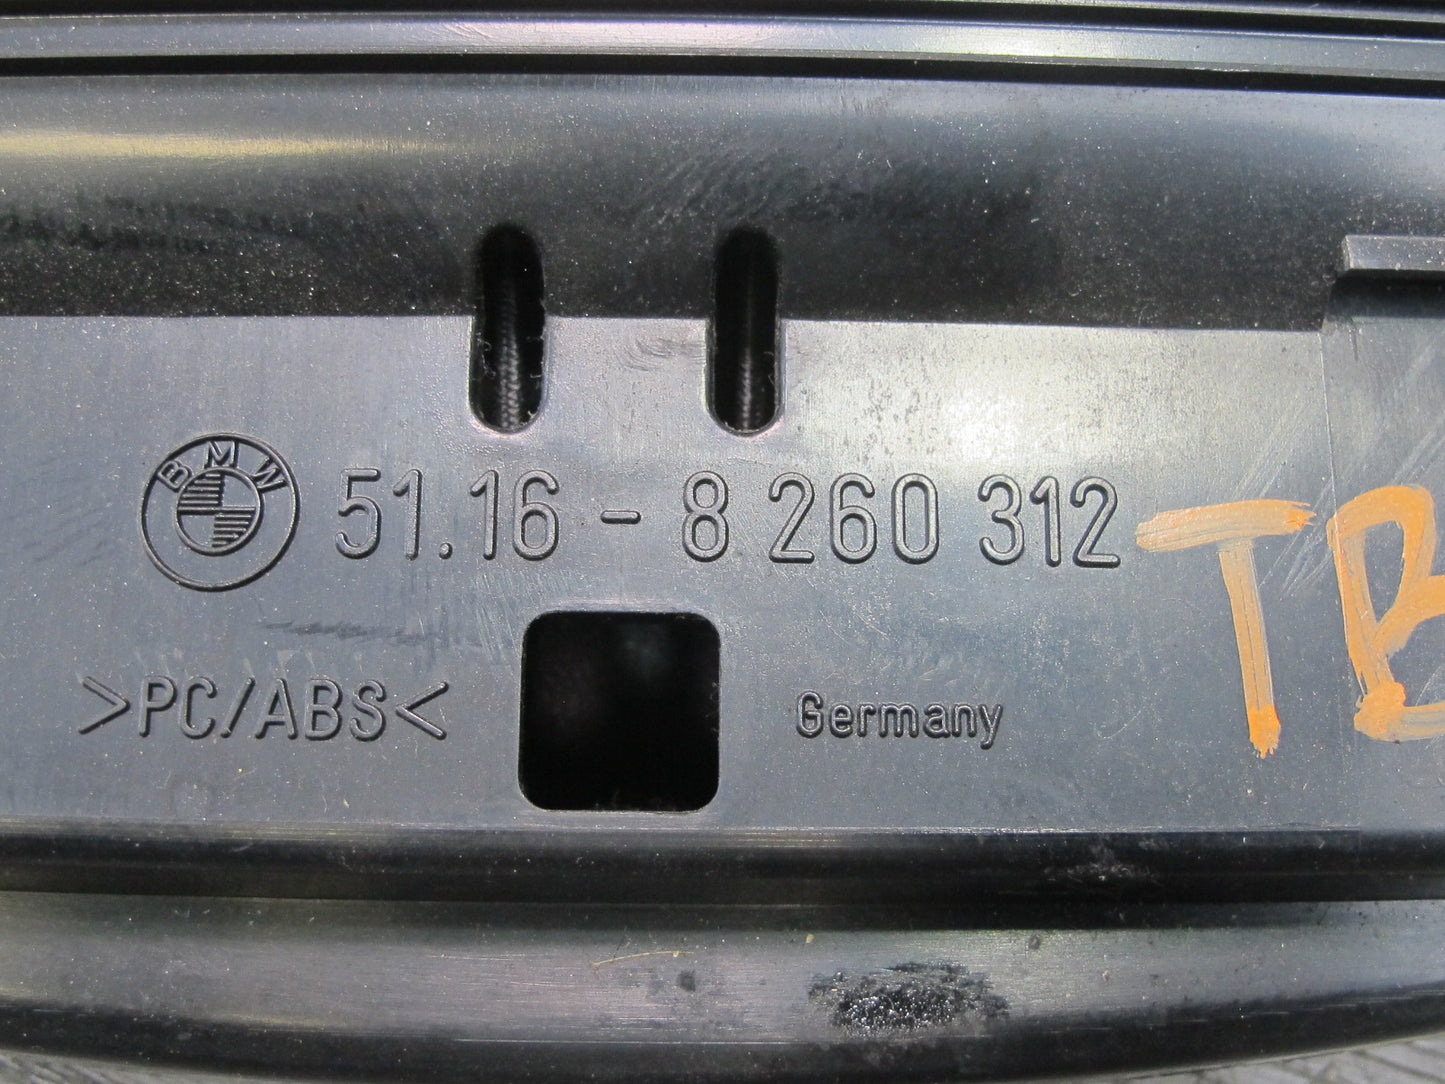 BMW 51.16-8 260 312 TB
>PC/ABS< Germany